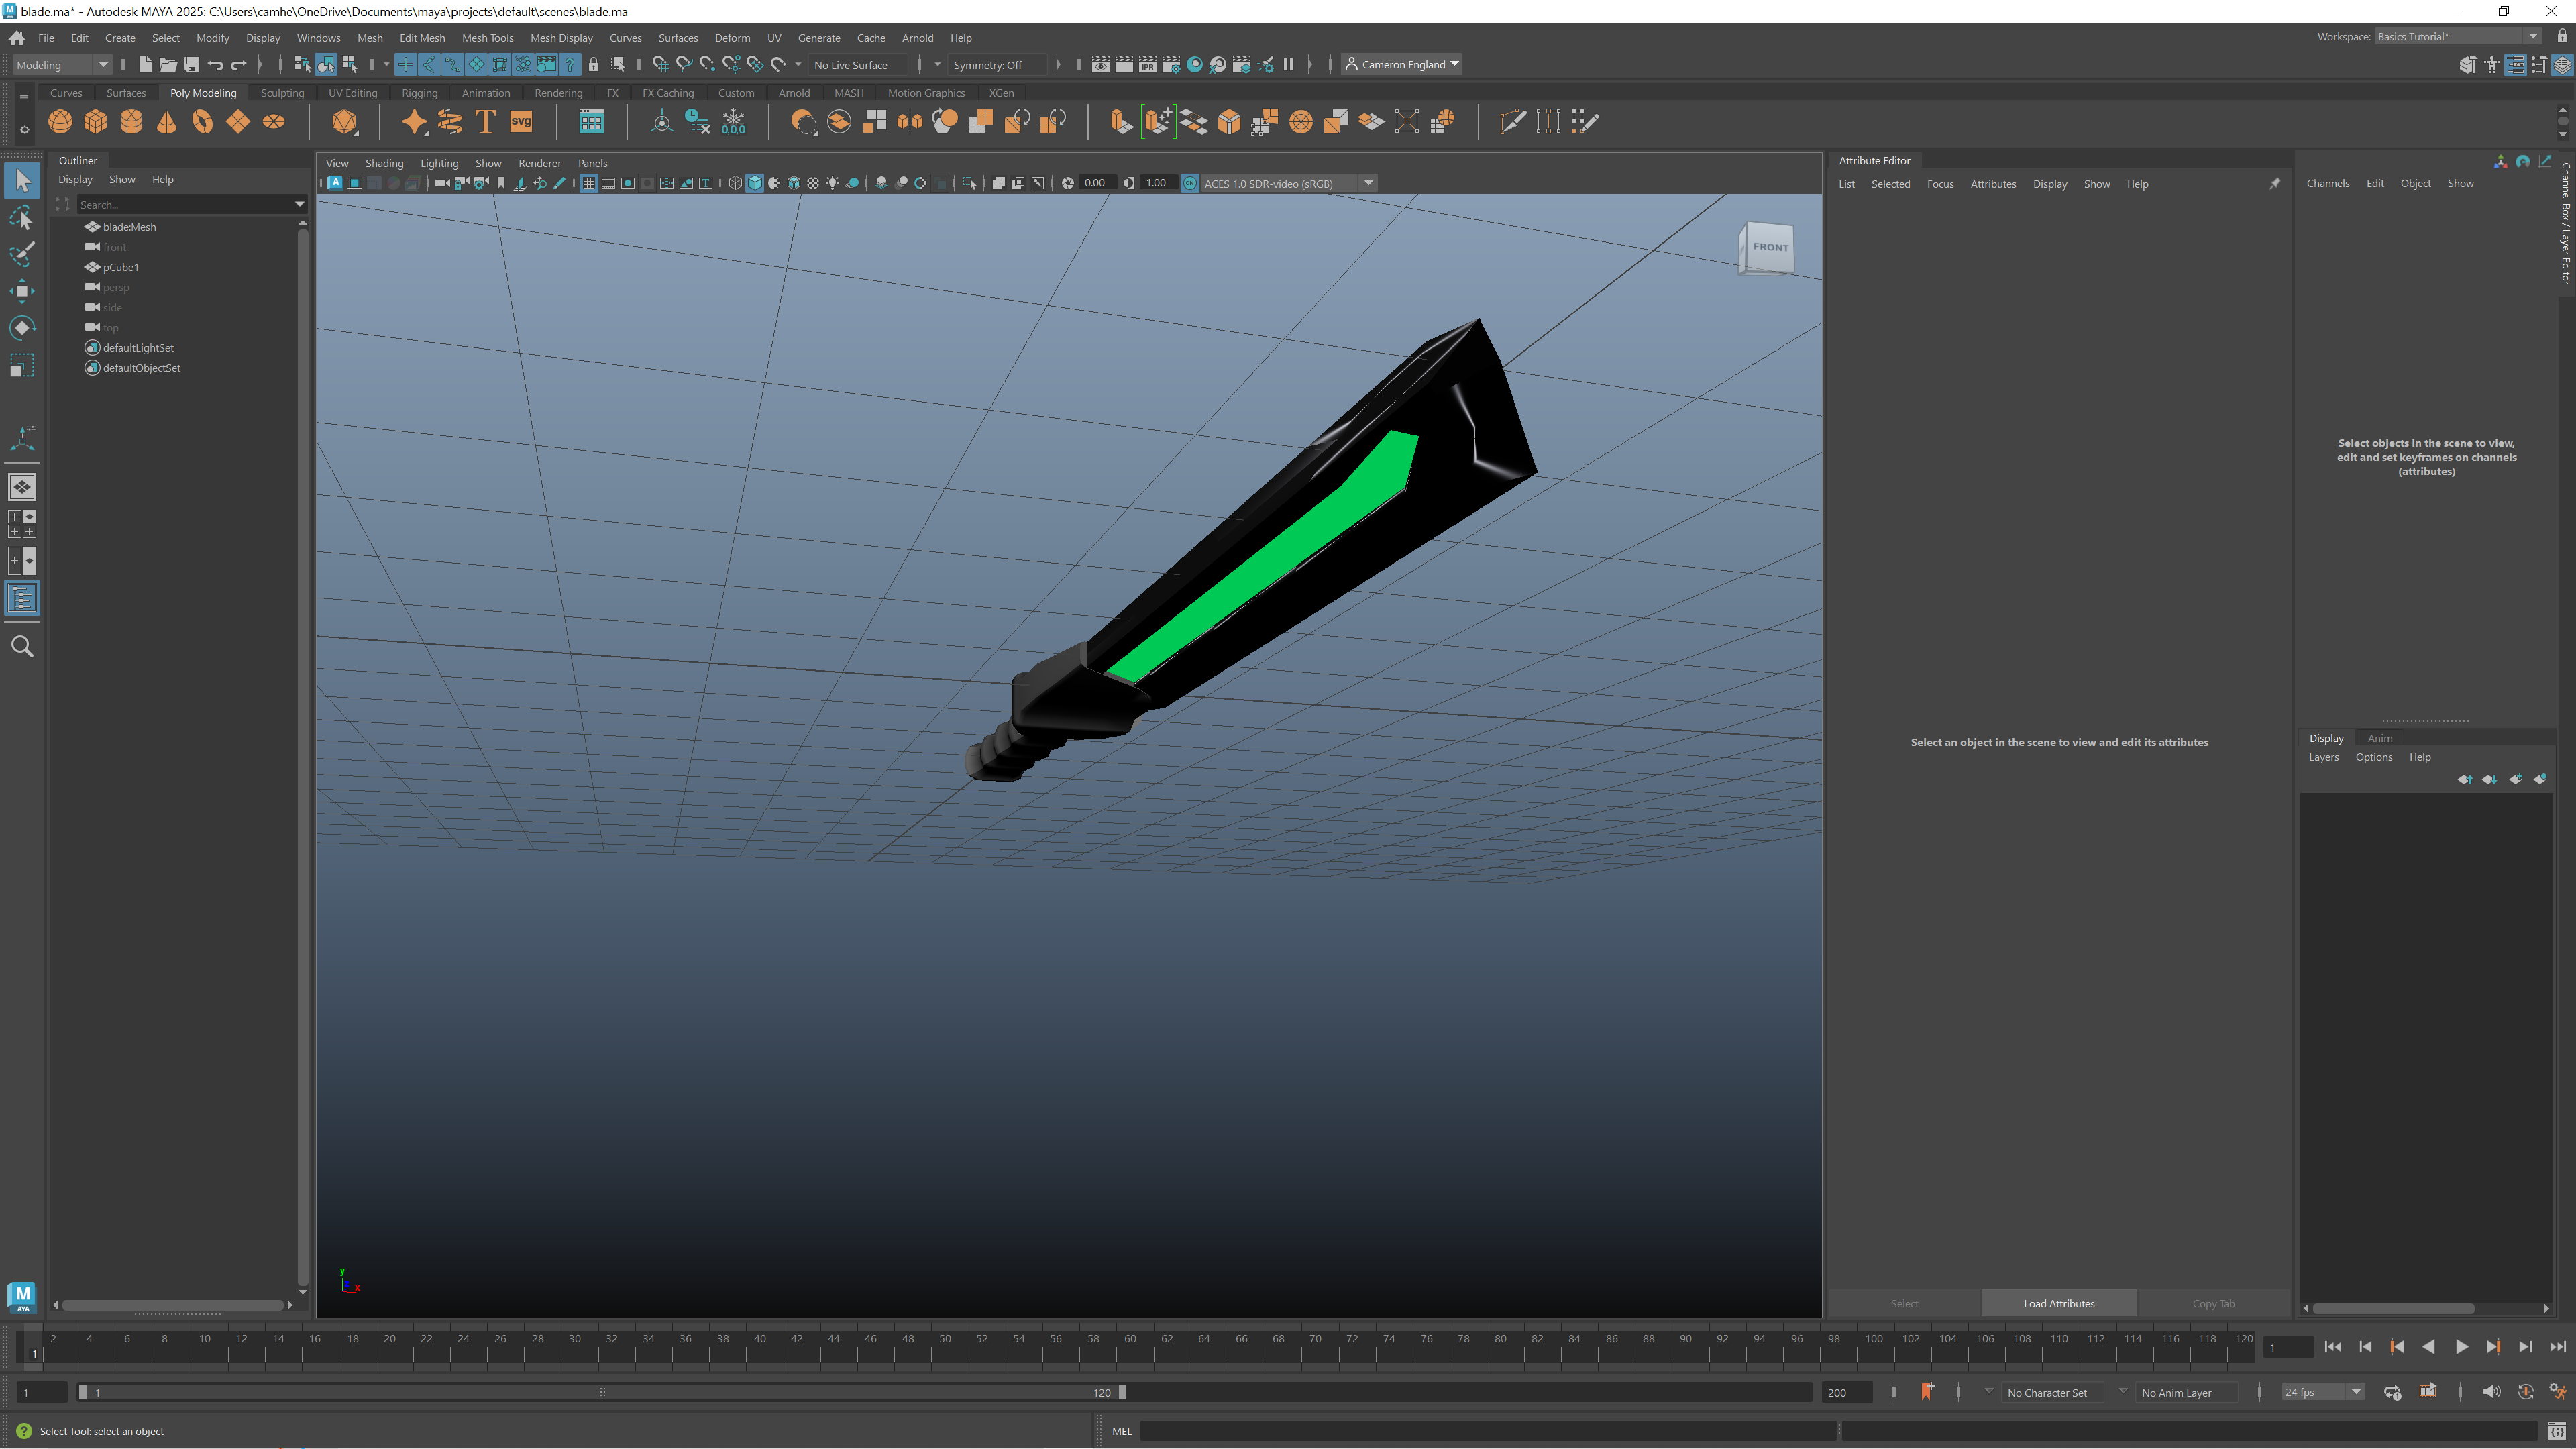 blade.ma* - Autodesk MAYA 2025: C:\Users\camhe\OneDrive\Documents\maya\projects\default\scenes\blade.ma
File Edit Create Select Modify Display Windows Mesh Edit Mesh Mesh Tools Mesh Display Curves Surfaces Deform UV Generate Cache Arnold Help
Workspace: Basics Tutorial*
Modeling No Live Surface Symmetry: Off IPR Cameron England
Curves Surfaces Poly Modeling Sculpting UV Editing Rigging Animation Rendering FX FX Caching Custom Arnold MASH Motion Graphics XGen
T SVG 0,0,0
Outliner
Display Show Help
Search...
blade:Mesh
front
pCube1
persp
side
top
defaultLightSet
defaultObjectSet
View Shading Lighting Show Renderer Panels
0.00 1.00 ON ACES 1.0 SDR-video (sRGB)
FRONT
y
x
Attribute Editor
List Selected Focus Attributes Display Show Help
Select an object in the scene to view and edit its attributes
Select Load Attributes Copy Tab
Channels Edit Object Show
Channel Box / Layer Editor
Select objects in the scene to view,
edit and set keyframes on channels
(attributes)
Display Anim
Layers Options Help
M
AYA
2 4 6 8 10 12 14 16 18 20 22 24 26 28 30 32 34 36 38 40 42 44 46 48 50 52 54 56 58 60 62 64 66 68 70 72 74 76 78 80 82 84 86 88 90 92 94 96 98 100 102 104 106 108 110 112 114 116 118 120
1 1
1 1 120 200 No Character Set No Anim Layer 24 fps
Select Tool: select an object MEL